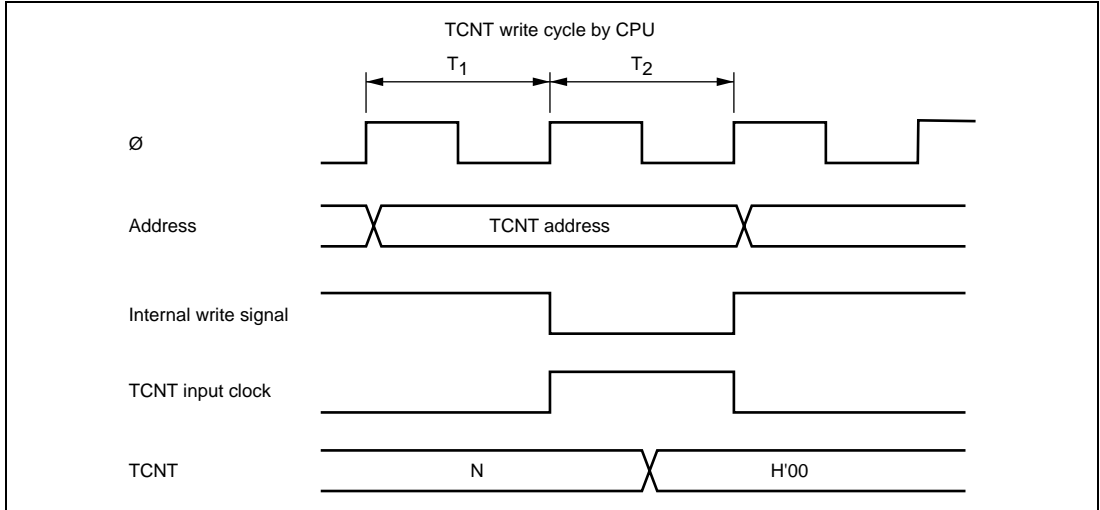 TCNT write cycle by CPU
T1 T2
Ø
Address TCNT address
Internal write signal
TCNT input clock
TCNT N H'00